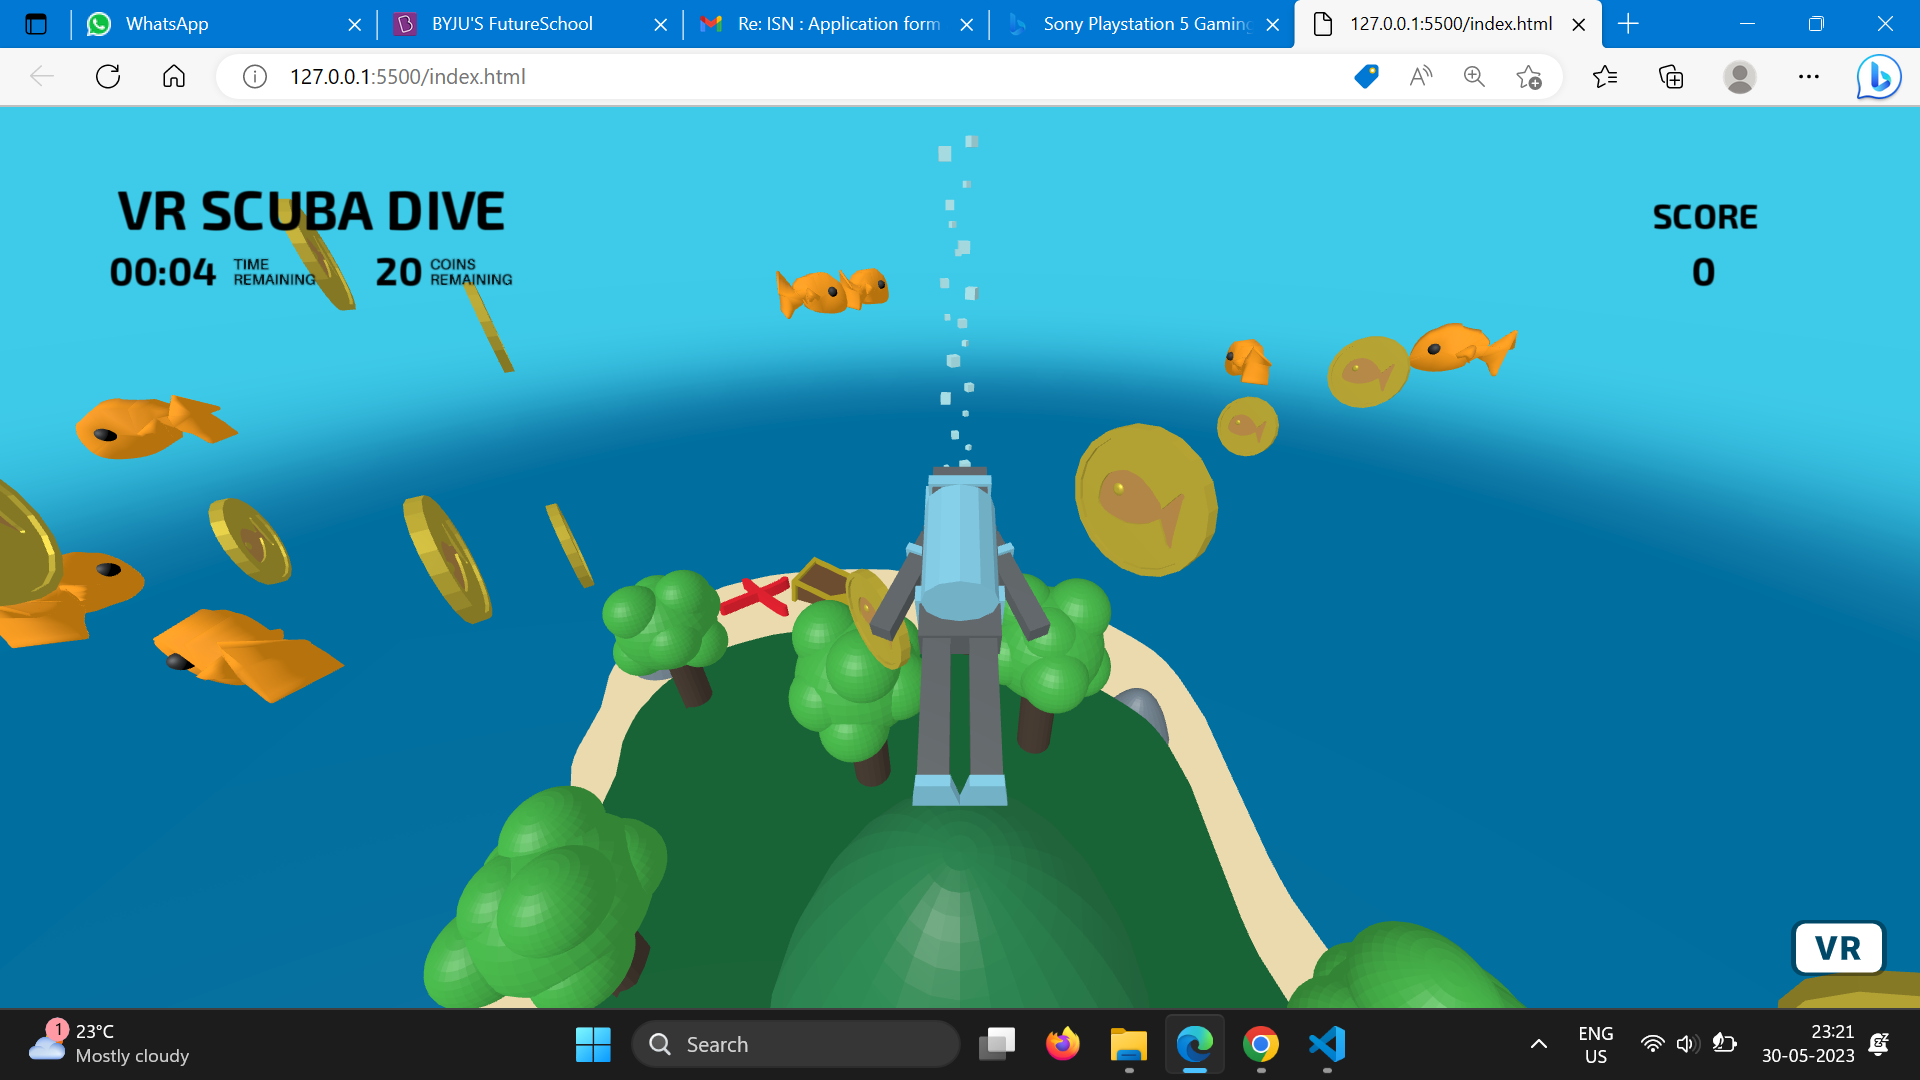 WhatsApp
BYJU'S FutureSchool
Re: ISN : Application form
Sony Playstation 5 Gaming
127.0.0.1:5500/index.html
127.0.0.1:5500/index.html
VR SCUBA DIVE
00:04 TIME REMAINING 20 COINS REMAINING
SCORE
0
VR
1
23°C
Mostly cloudy
Search
ENG
US
23:21
30-05-2023